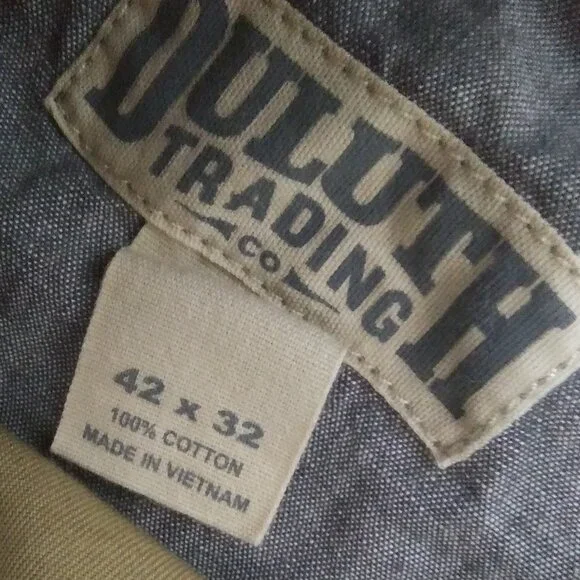 DULUTH
TRADING
CO
42 x 32
100% COTTON
MADE IN VIETNAM